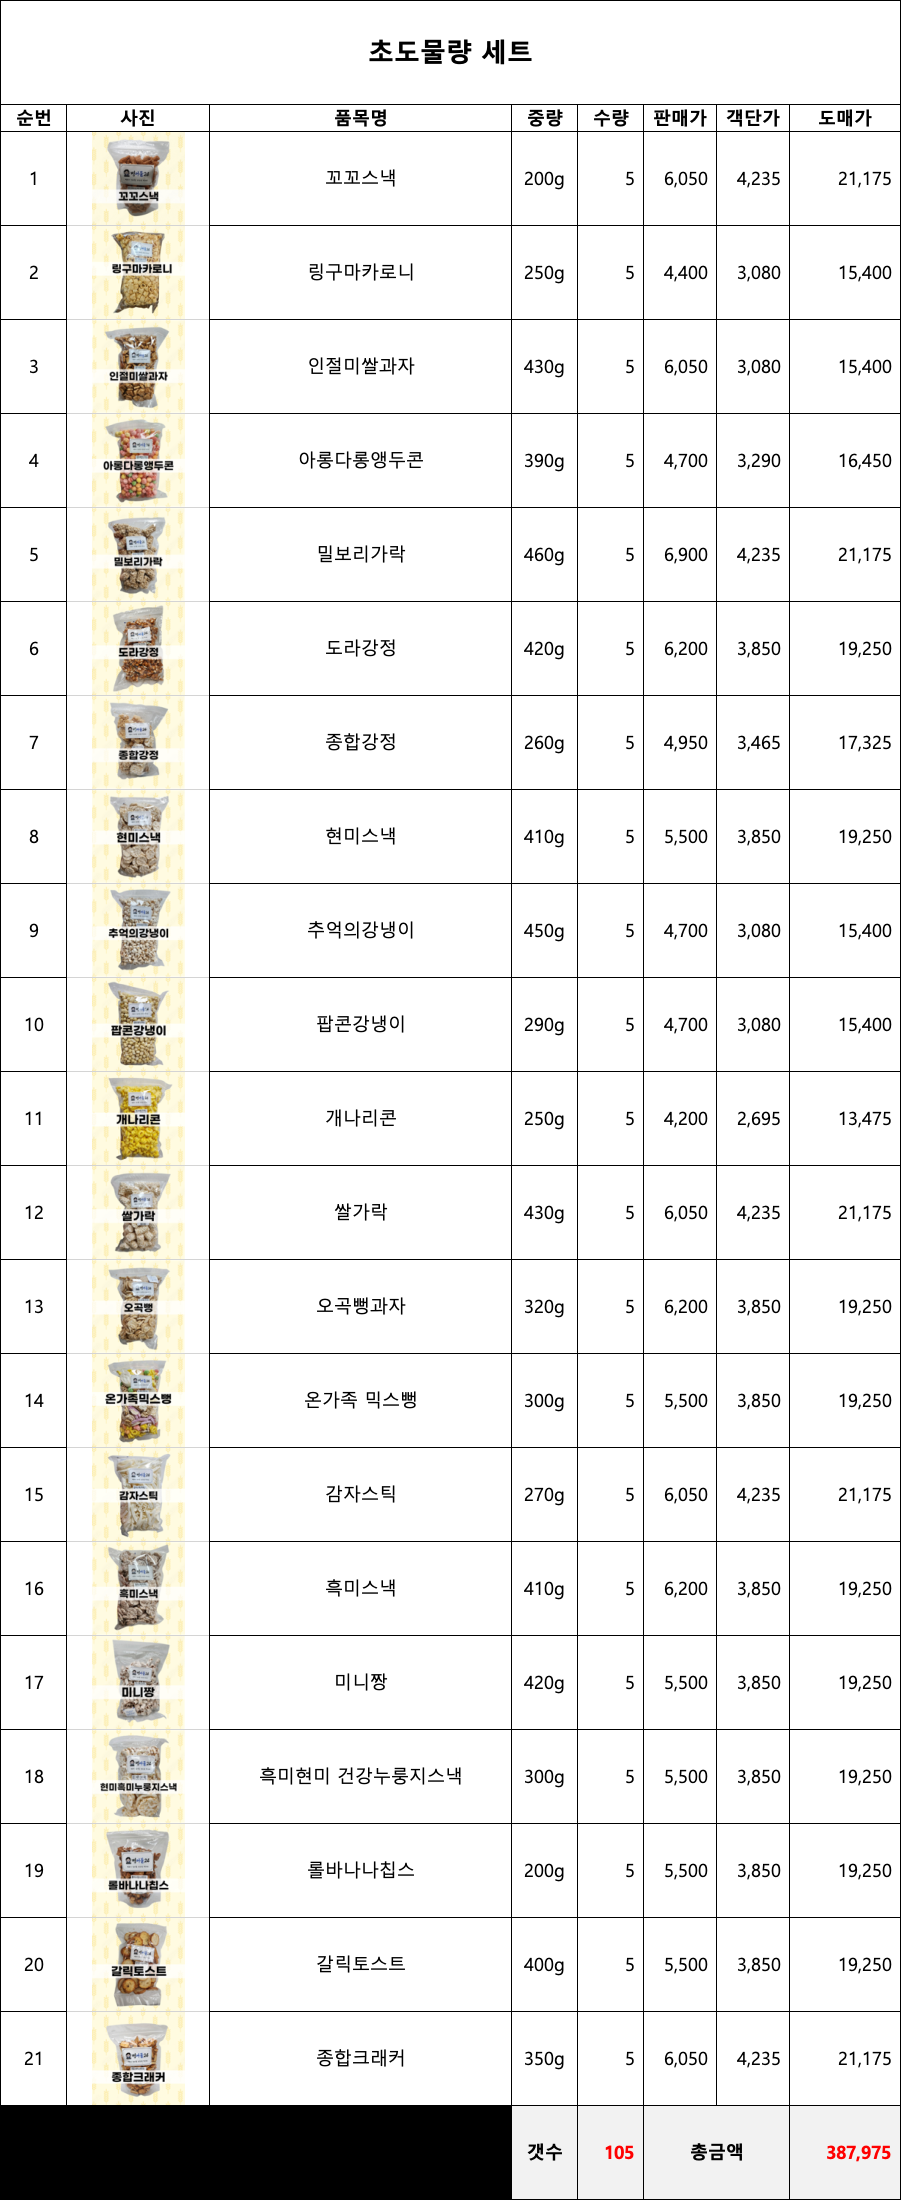 초도물량 세트
순번 사진 품목명 중량 수량 판매가 객단가 도매가
1 꼬꼬스낵 꼬꼬스낵 200g 5 6,050 4,235 21,175
2 링구마카로니 링구마카로니 250g 5 4,400 3,080 15,400
3 인절미쌀과자 인절미쌀과자 430g 5 6,050 3,080 15,400
4 아롱다롱앵두콘 아롱다롱앵두콘 390g 5 4,700 3,290 16,450
5 밀보리가락 밀보리가락 460g 5 6,900 4,235 21,175
6 도라강정 도라강정 420g 5 6,200 3,850 19,250
7 종합강정 종합강정 260g 5 4,950 3,465 17,325
8 현미스낵 현미스낵 410g 5 5,500 3,850 19,250
9 추억의강냉이 추억의강냉이 450g 5 4,700 3,080 15,400
10 팝콘강냉이 팝콘강냉이 290g 5 4,700 3,080 15,400
11 개나리콘 개나리콘 250g 5 4,200 2,695 13,475
12 쌀가락 쌀가락 430g 5 6,050 4,235 21,175
13 오곡뻥 오곡뻥과자 320g 5 6,200 3,850 19,250
14 온가족믹스뻥 온가족 믹스뻥 300g 5 5,500 3,850 19,250
15 감자스틱 감자스틱 270g 5 6,050 4,235 21,175
16 흑미스낵 흑미스낵 410g 5 6,200 3,850 19,250
17 미니짱 미니짱 420g 5 5,500 3,850 19,250
18 현미흑미누룽지스낵 흑미현미 건강누룽지스낵 300g 5 5,500 3,850 19,250
19 롤바나나칩스 롤바나나칩스 200g 5 5,500 3,850 19,250
20 갈릭토스트 갈릭토스트 400g 5 5,500 3,850 19,250
21 종합크래커 종합크래커 350g 5 6,050 4,235 21,175
갯수 105 총금액 387,975